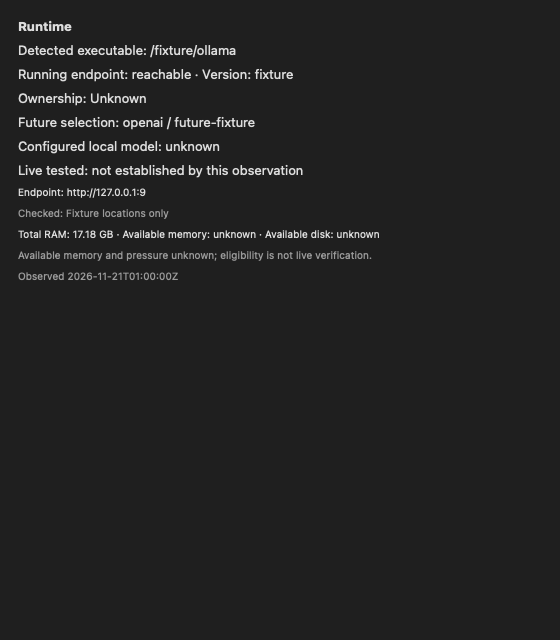 Runtime
Detected executable: /fixture/ollama
Running endpoint: reachable · Version: fixture
Ownership: Unknown
Future selection: openai / future-fixture
Configured local model: unknown
Live tested: not established by this observation
Endpoint: http://127.0.0.1:9
Checked: Fixture locations only
Total RAM: 17.18 GB · Available memory: unknown · Available disk: unknown
Available memory and pressure unknown; eligibility is not live verification.
Observed 2026-11-21T01:00:00Z